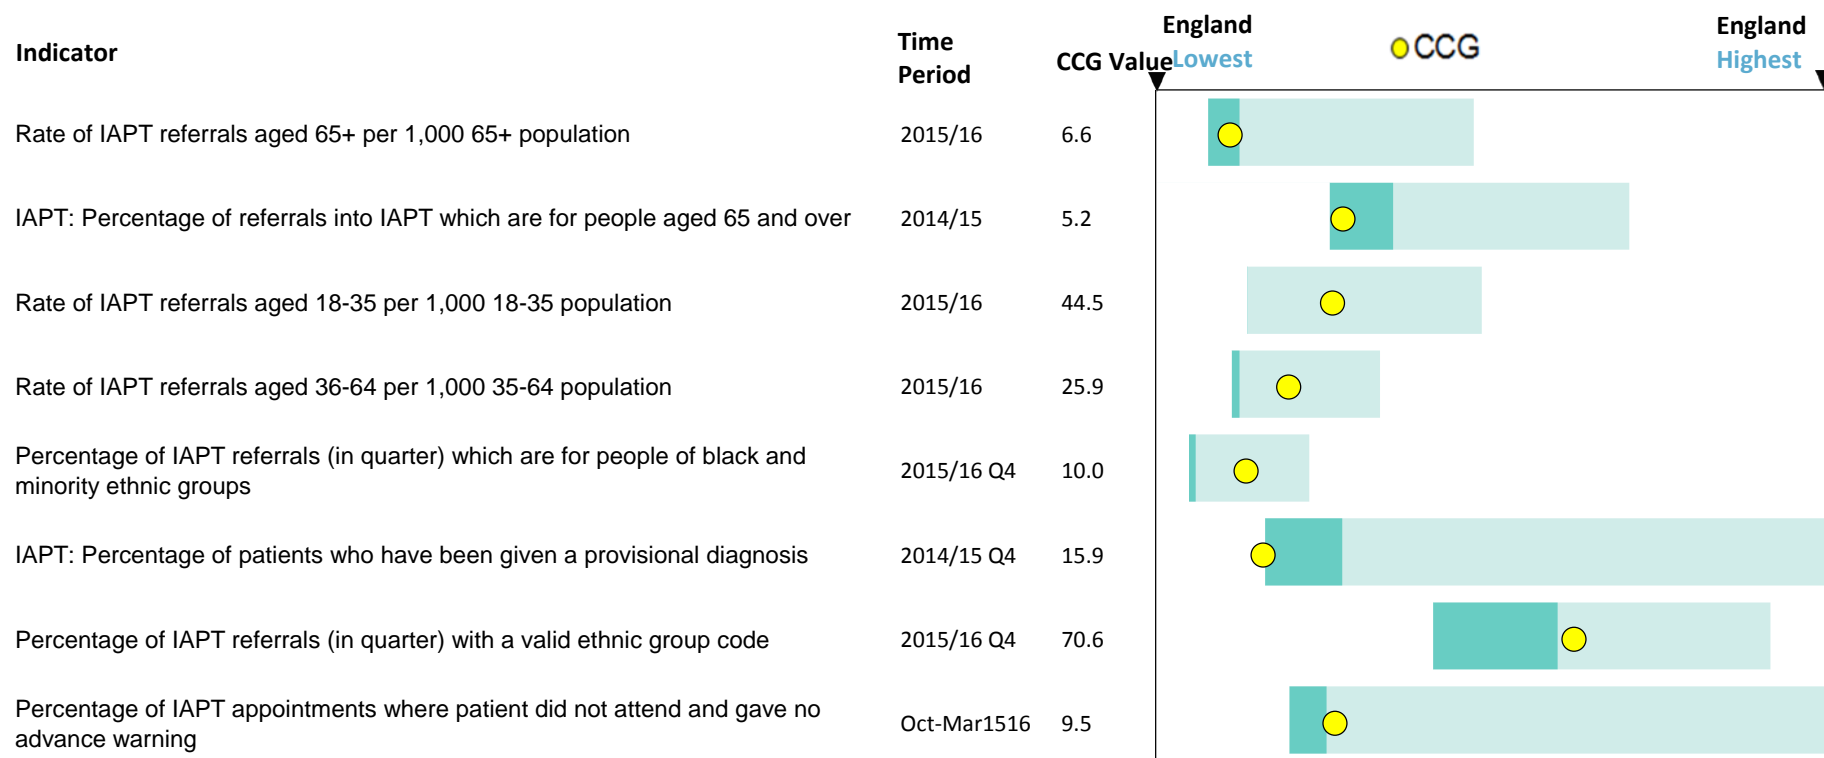 Indicator
Time
Period
CCG Value
England
Lowest
CCG
England
Highest
Rate of IAPT referrals aged 65+ per 1,000 65+ population 2015/16 6.6
IAPT: Percentage of referrals into IAPT which are for people aged 65 and over 2014/15 5.2
Rate of IAPT referrals aged 18-35 per 1,000 18-35 population 2015/16 44.5
Rate of IAPT referrals aged 36-64 per 1,000 35-64 population 2015/16 25.9
Percentage of IAPT referrals (in quarter) which are for people of black and
minority ethnic groups
2015/16 Q4 10.0
IAPT: Percentage of patients who have been given a provisional diagnosis 2014/15 Q4 15.9
Percentage of IAPT referrals (in quarter) with a valid ethnic group code 2015/16 Q4 70.6
Percentage of IAPT appointments where patient did not attend and gave no
advance warning
Oct-Mar1516 9.5